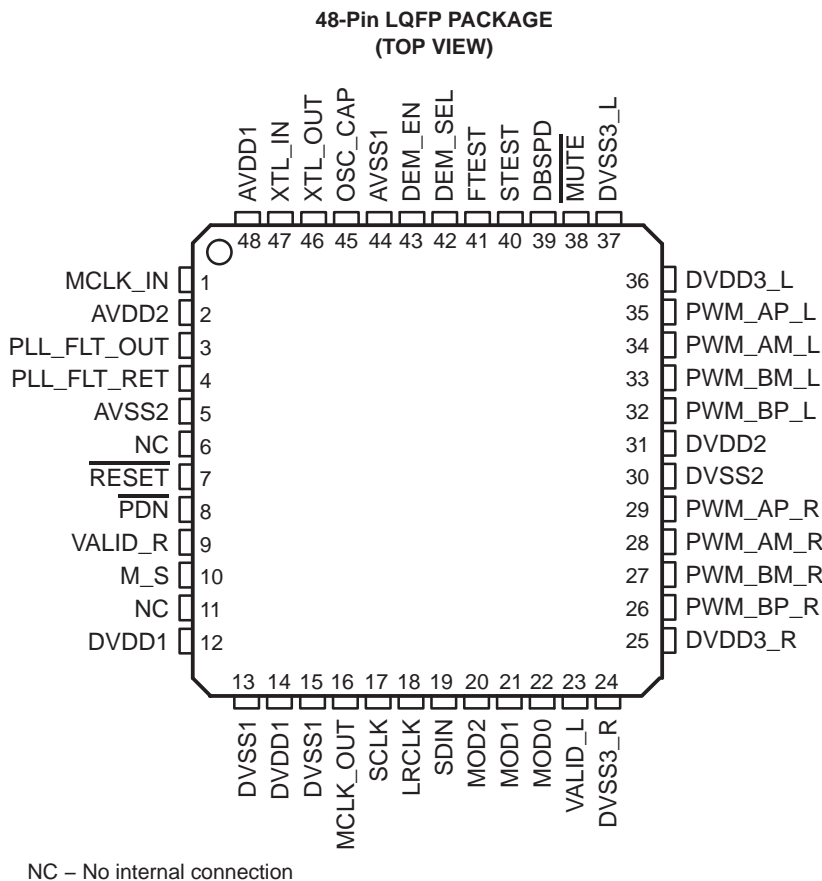 48-Pin LQFP PACKAGE
(TOP VIEW)
AVDD1
XTL_IN
XTL_OUT
OSC_CAP
AVSS1
DEM_EN
DEM_SEL
FTEST
STEST
DBSPD
MUTE
DVSS3_L
48 47 46 45 44 43 42 41 40 39 38 37
MCLK_IN 1
AVDD2 2
PLL_FLT_OUT 3
PLL_FLT_RET 4
AVSS2 5
NC 6
RESET 7
PDN 8
VALID_R 9
M_S 10
NC 11
DVDD1 12
36 DVDD3_L
35 PWM_AP_L
34 PWM_AM_L
33 PWM_BM_L
32 PWM_BP_L
31 DVDD2
30 DVSS2
29 PWM_AP_R
28 PWM_AM_R
27 PWM_BM_R
26 PWM_BP_R
25 DVDD3_R
13 14 15 16 17 18 19 20 21 22 23 24
DVSS1
DVDD1
DVSS1
MCLK_OUT
SCLK
LRCLK
SDIN
MOD2
MOD1
MOD0
VALID_L
DVSS3_R
NC – No internal connection